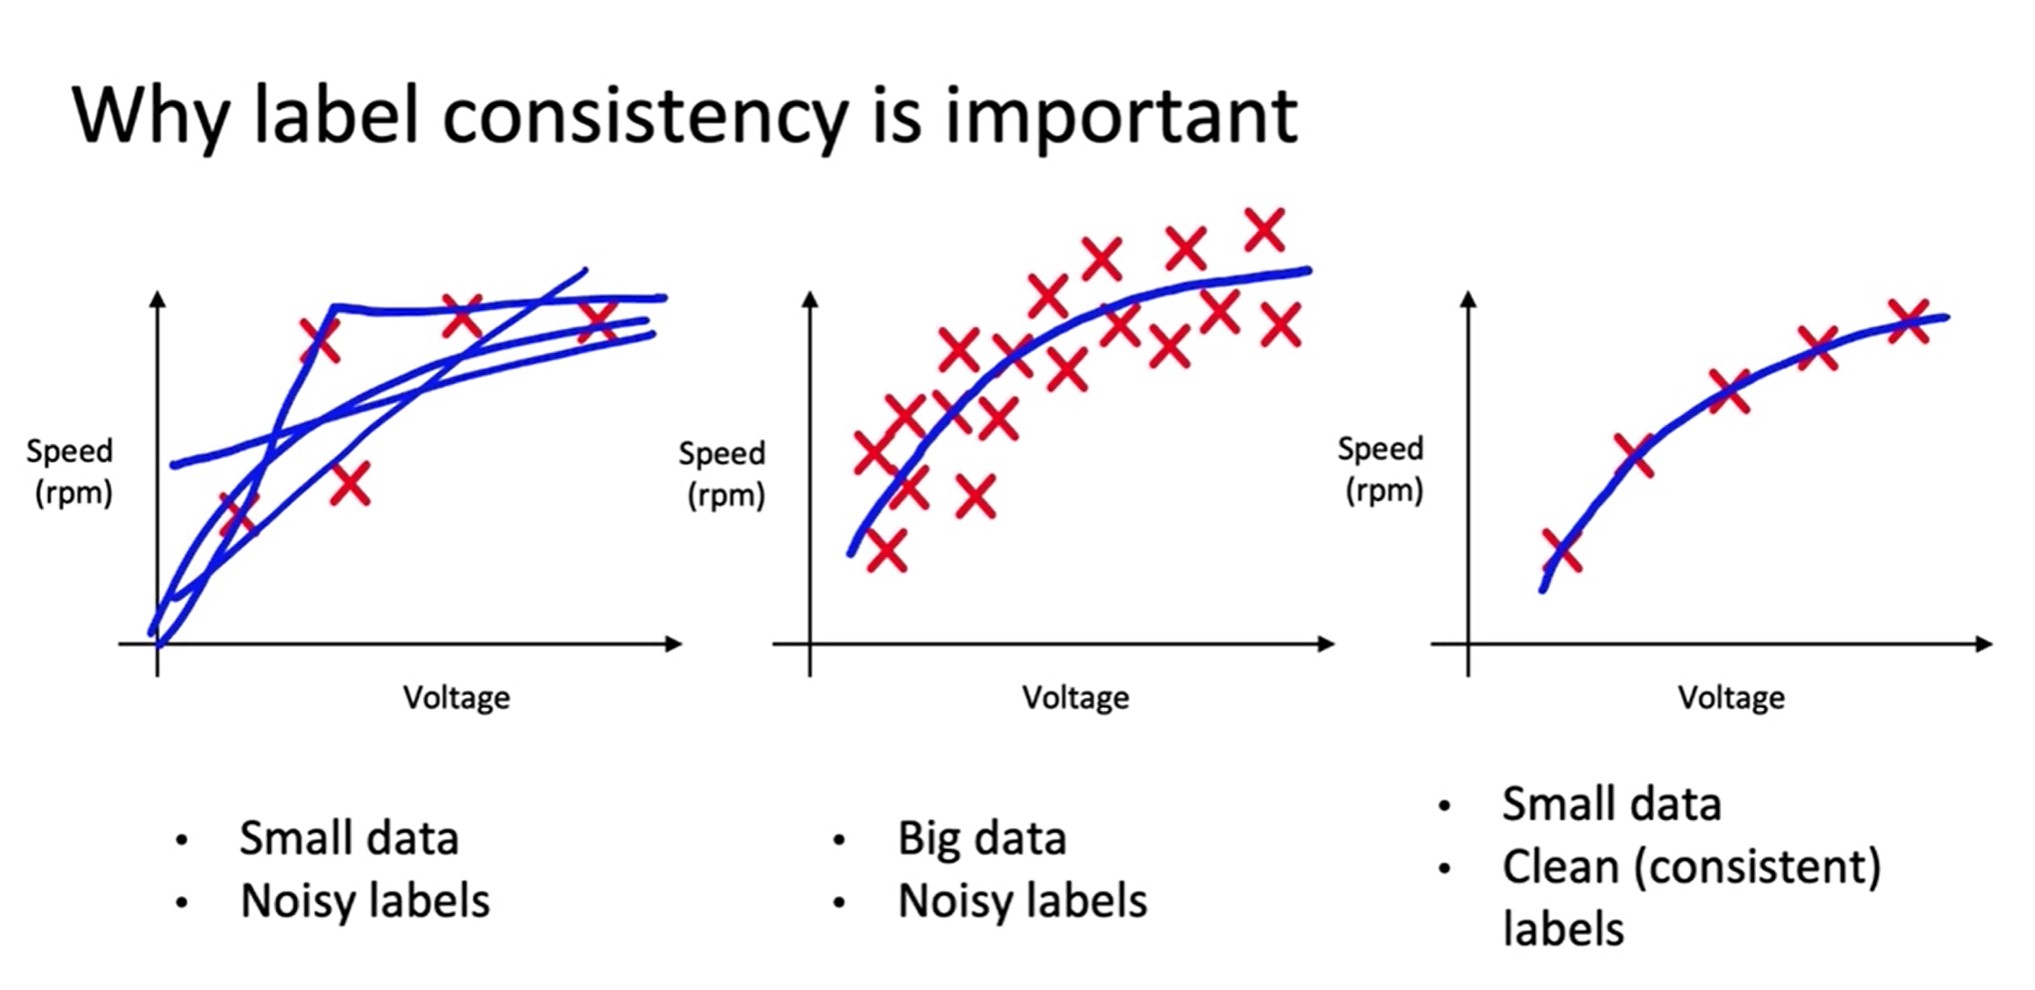 Why label consistency is important
Speed
(rpm)
Voltage
• Small data
• Noisy labels
Speed
(rpm)
Voltage
• Big data
• Noisy labels
Speed
(rpm)
Voltage
• Small data
• Clean (consistent)
labels